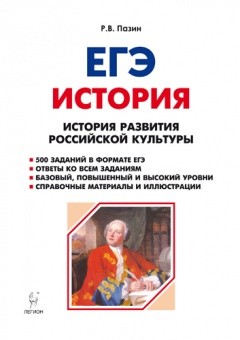 Р.В. Пазин
ЕГЭ
ИСТОРИЯ
ИСТОРИЯ РАЗВИТИЯ
РОССИЙСКОЙ КУЛЬТУРЫ
500 ЗАДАНИЙ В ФОРМАТЕ ЕГЭ
ОТВЕТЫ КО ВСЕМ ЗАДАНИЯМ
БАЗОВЫЙ, ПОВЫШЕННЫЙ И ВЫСОКИЙ УРОВНИ
СПРАВОЧНЫЕ МАТЕРИАЛЫ И ИЛЛЮСТРАЦИИ
ЛЕГИОН